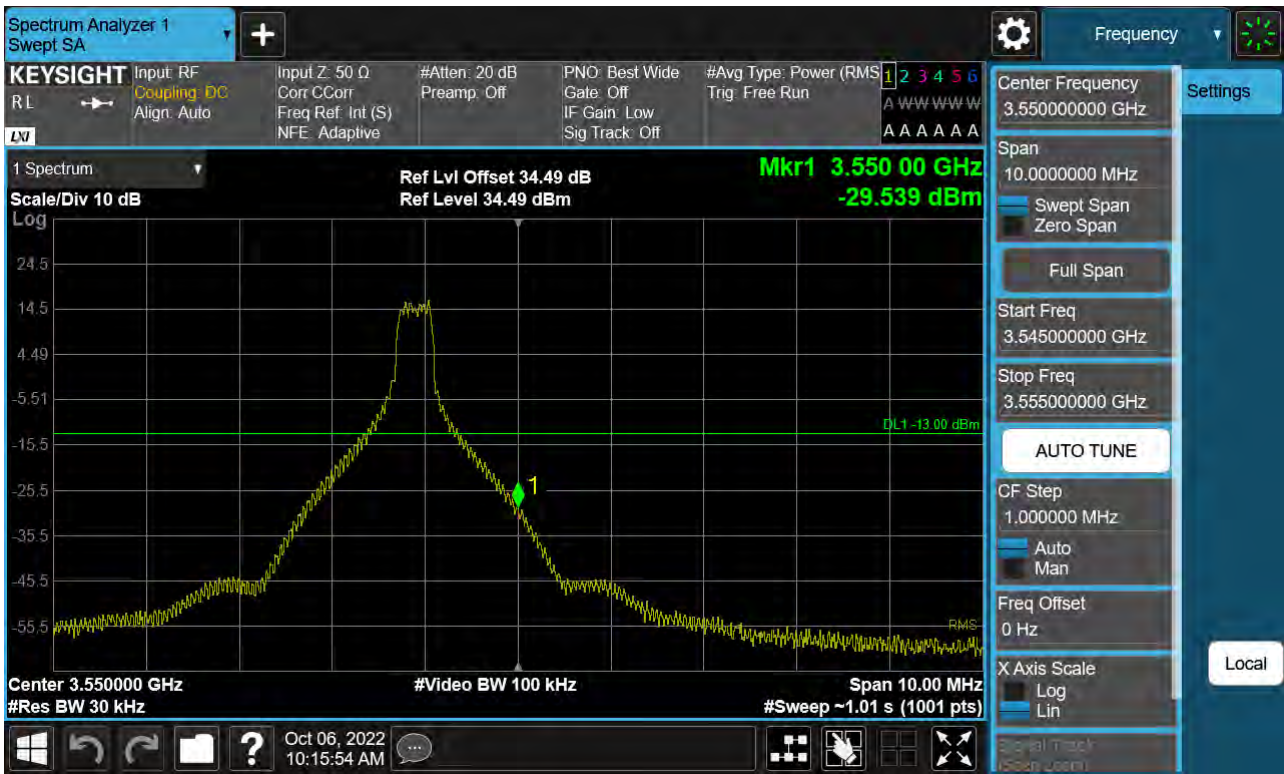 Spectrum Analyzer 1
Swept SA
Frequency
KEYSIGHT
RL
LXI
Input: RF
Coupling: DC
Align: Auto
Input Z: 50 Ω
Corr CCorr
Freq Ref: Int (S)
NFE: Adaptive
#Atten: 20 dB
Preamp: Off
PNO: Best Wide
Gate: Off
IF Gain: Low
Sig Track: Off
#Avg Type: Power (RMS
Trig: Free Run
1 2 3 4 5 6
A W W W W W
A A A A A A
1 Spectrum
Scale/Div 10 dB
Log
Ref Lvl Offset 34.49 dB
Ref Level 34.49 dBm
Mkr1 3.550 00 GHz
-29.539 dBm
24.5
14.5
4.49
-5.51
-15.5
-25.5
-35.5
-45.5
-55.5
DL1 -13.00 dBm
1
RMS
Center 3.550000 GHz
#Res BW 30 kHz
#Video BW 100 kHz
Span 10.00 MHz
#Sweep ~1.01 s (1001 pts)
Center Frequency
3.550000000 GHz
Settings
Span
10.0000000 MHz
Swept Span
Zero Span
Full Span
Start Freq
3.545000000 GHz
Stop Freq
3.555000000 GHz
AUTO TUNE
CF Step
1.000000 MHz
Auto
Man
Freq Offset
0 Hz
X Axis Scale
Log
Lin
Signal Track
(Span Zoom)
Local
?
Oct 06, 2022
10:15:54 AM